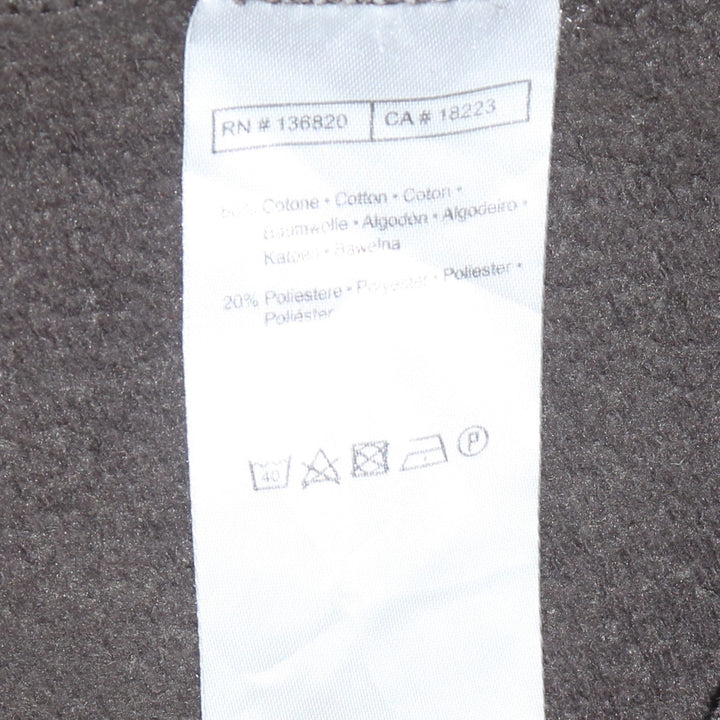 RN # 136820 CA # 18223
Cotone • Cotton • Coton •
Baumwolle • Algodón • Algodeiro •
Katoen • Bawełna
20% Poliestere • Polyester • Poliester •
Poliéster
40 P